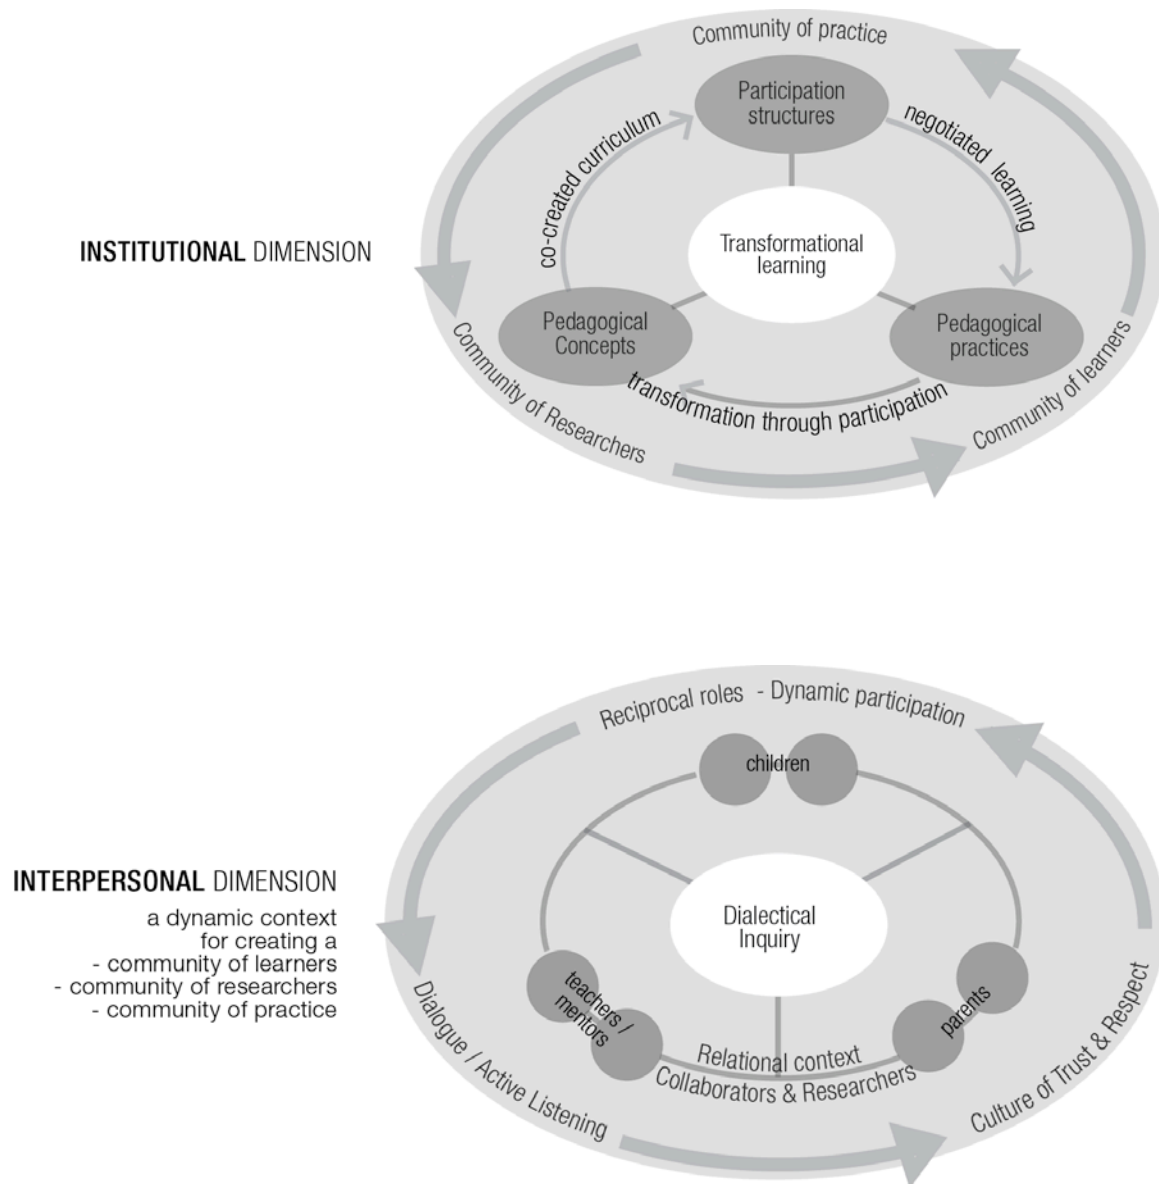 Community of practice
Participation
structures
negotiated learning
co-created curriculum
INSTITUTIONAL DIMENSION
Transformational
learning
Pedagogical
Concepts
Pedagogical
practices
transformation through participation
Community of Researchers
Community of learners
Reciprocal roles - Dynamic participation
children
INTERPERSONAL DIMENSION
a dynamic context
for creating a
- community of learners
- community of researchers
- community of practice
Dialectical
Inquiry
teachers /
mentors
parents
Relational context
Collaborators & Researchers
Dialogue / Active Listening
Culture of Trust & Respect